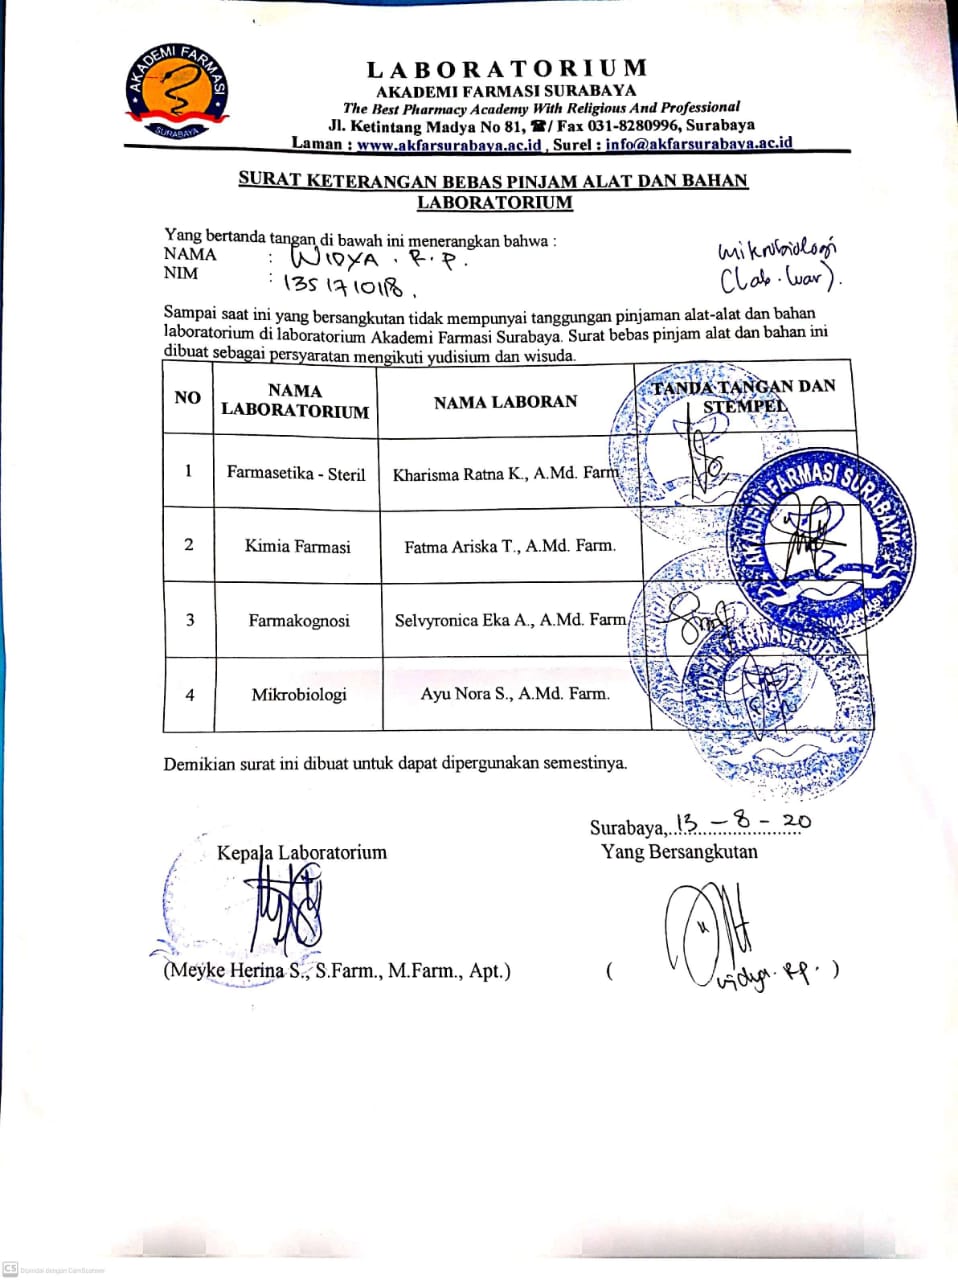 AKADEMI FARMASI
SURABAYA
LABORATORIUM
AKADEMI FARMASI SURABAYA
The Best Pharmacy Academy With Religious And Professional
Jl. Ketintang Madya No 81, ☎/ Fax 031-8280996, Surabaya
Laman : www.akfarsurabaya.ac.id , Surel : info@akfarsurabaya.ac.id
SURAT KETERANGAN BEBAS PINJAM ALAT DAN BAHAN
LABORATORIUM
Yang bertanda tangan di bawah ini menerangkan bahwa :
NAMA : WIDYA . R . P .
NIM : 1351710118 .
Mikrobiologi
(Lab. Luar).
Sampai saat ini yang bersangkutan tidak mempunyai tanggungan pinjaman alat-alat dan bahan
laboratorium di laboratorium Akademi Farmasi Surabaya. Surat bebas pinjam alat dan bahan ini
dibuat sebagai persyaratan mengikuti yudisium dan wisuda.
NO NAMA LABORATORIUM NAMA LABORAN TANDA TANGAN DAN STEMPEL
1 Farmasetika - Steril Kharisma Ratna K., A.Md. Farm.
2 Kimia Farmasi Fatma Ariska T., A.Md. Farm.
3 Farmakognosi Selvyronica Eka A., A.Md. Farm
4 Mikrobiologi Ayu Nora S., A.Md. Farm.
AKADEMI FARMASI SURABAYA
Demikian surat ini dibuat untuk dapat dipergunakan semestinya.
Surabaya,..13 - 8 - 20
Kepala Laboratorium
Yang Bersangkutan
(Meyke Herina S., S.Farm., M.Farm., Apt.)
( widya. RP. )
CS Dipindai dengan CamScanner